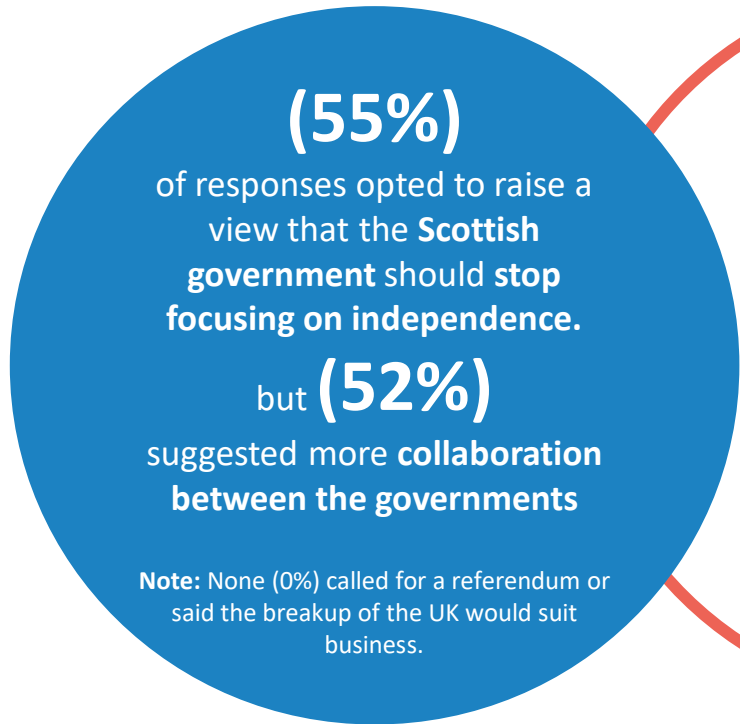 (55%)
of responses opted to raise a
view that the Scottish
government should stop
focusing on independence.
but (52%)
suggested more collaboration
between the governments
Note: None (0%) called for a referendum or
said the breakup of the UK would suit
business.